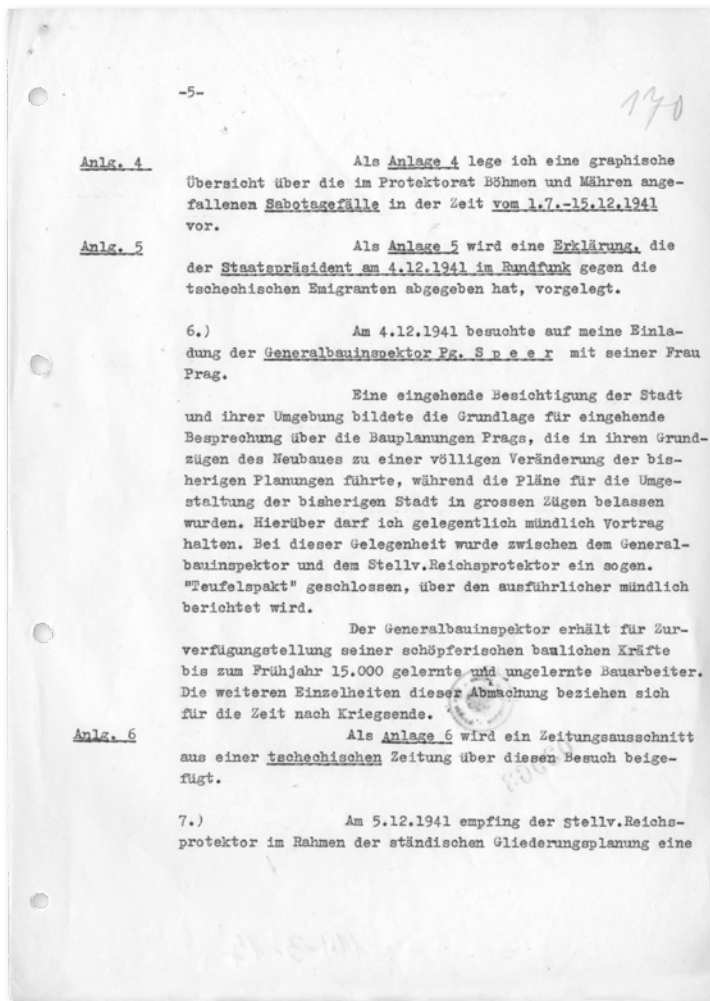 -5-
170
Anlg. 4 Als Anlage 4 lege ich eine graphische
Übersicht über die im Protektorat Böhmen und Mähren ange-
fallenen Sabotagefälle in der Zeit vom 1.7.-15.12.1941
vor.
Anlg. 5 Als Anlage 5 wird eine Erklärung, die
der Staatspräsident am 4.12.1941 im Rundfunk gegen die
tschechischen Emigranten abgegeben hat, vorgelegt.
6.) Am 4.12.1941 besuchte auf meine Einla-
dung der Generalbauinspektor Pg. S p e e r mit seiner Frau
Prag.
Eine eingehende Besichtigung der Stadt
und ihrer Umgebung bildete die Grundlage für eingehende
Besprechung über die Bauplanungen Prags, die in ihren Grund-
zügen des Neubaues zu einer völligen Veränderung der bis-
herigen Planungen führte, während die Pläne für die Umge-
staltung der bisherigen Stadt in grossen Zügen belassen
wurden. Hierüber darf ich gelegentlich mündlich Vortrag
halten. Bei dieser Gelegenheit wurde zwischen dem General-
bauinspektor und dem Stellv.Reichsprotektor ein sogen.
"Teufelspakt" geschlossen, über den ausführlicher mündlich
berichtet wird.
Der Generalbauinspektor erhält für Zur-
verfügungstellung seiner schöpferischen baulichen Kräfte
bis zum Frühjahr 15.000 gelernte und ungelernte Bauarbeiter.
Die weiteren Einzelheiten dieser Abmachung beziehen sich
für die Zeit nach Kriegsende.
Anlg. 6 Als Anlage 6 wird ein Zeitungsausschnitt
aus einer tschechischen Zeitung über diesen Besuch beige-
fügt.
7.) Am 5.12.1941 empfing der Stellv.Reichs-
protektor im Rahmen der ständischen Gliederungsplanung eine